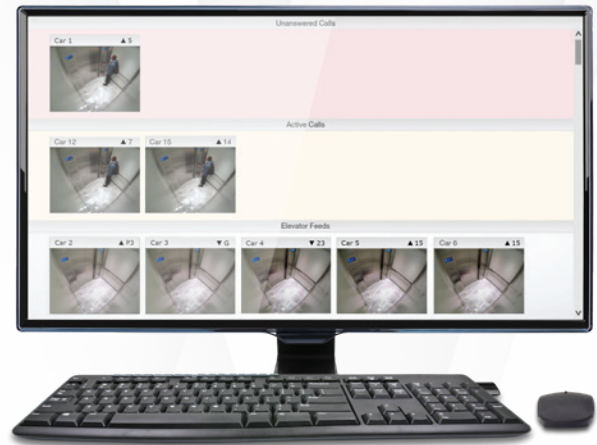 Unanswered Calls
Car 1 ▲ 5
Active Calls
Car 12 ▲ 7 Car 15 ▲ 14
Elevator Feeds
Car 2 ▲ P3 Car 3 ▼ G Car 4 ▼ 23 Car 5 ▲ 15 Car 6 ▲ 15